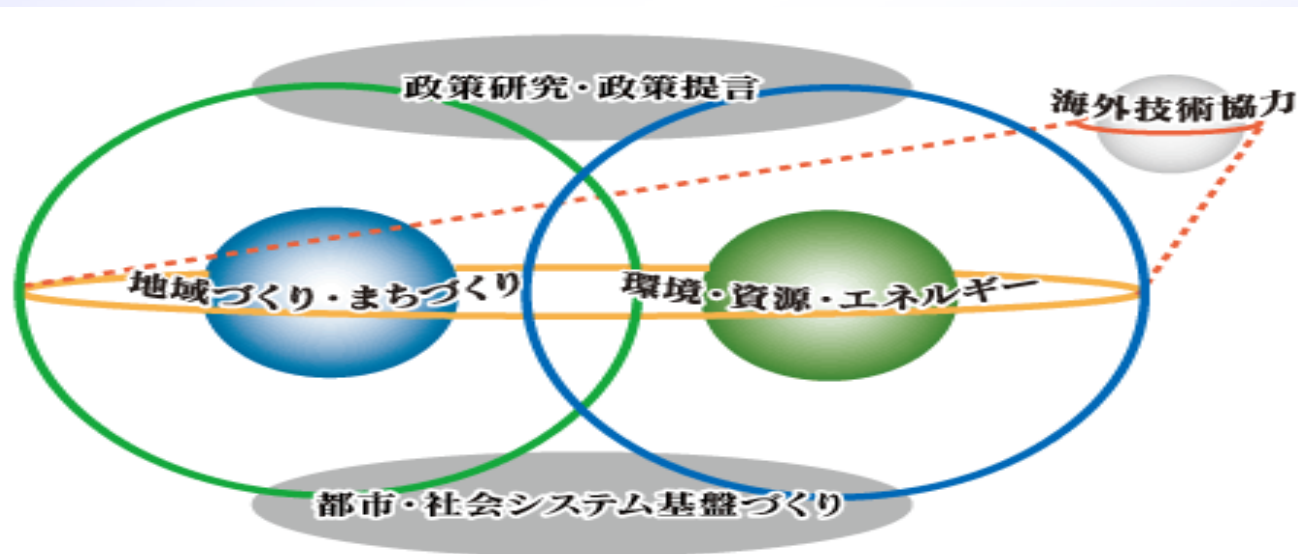 政策研究・政策提言
海外技術協力
地域づくり・まちづくり
環境・資源・エネルギー
都市・社会システム基盤づくり